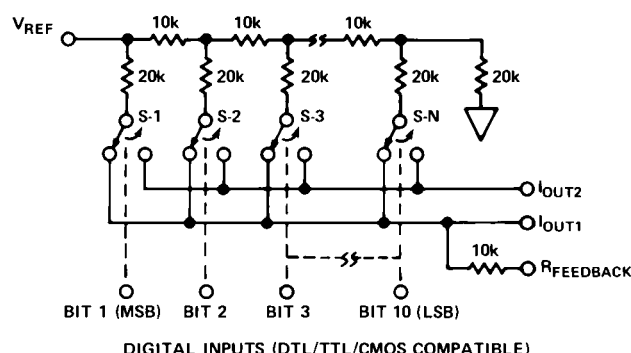 VREF
10k 10k 10k
20k 20k 20k 20k 20k
S-1 S-2 S-3 S-N
IOUT2
IOUT1
10k
RFEEDBACK
BIT 1 (MSB) BIT 2 BIT 3 BIT 10 (LSB)
DIGITAL INPUTS (DTL/TTL/CMOS COMPATIBLE)